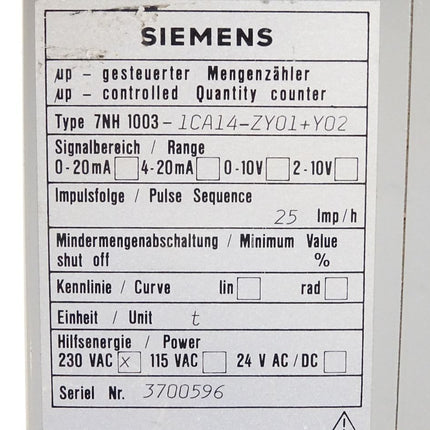 SIEMENS
µp - gesteuerter Mengenzähler
µp - controlled Quantity counter
Type 7NH 1003-1CA14-ZY01+Y02
Signalbereich / Range
0-20mA 4-20mA 0-10V 2-10V
Impulsfolge / Pulse Sequence
25 Imp/h
Mindermengenabschaltung / Minimum Value
shut off %
Kennlinie / Curve lin rad
Einheit / Unit t
Hilfsenergie / Power
230 VAC X 115 VAC 24 V AC/DC
Seriel Nr. 3700596